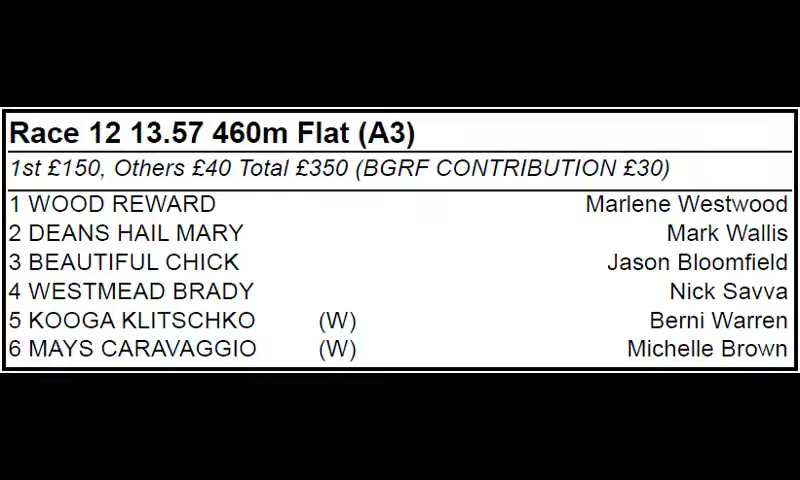 Race 12 13.57 460m Flat (A3)
1st £150, Others £40 Total £350 (BGRF CONTRIBUTION £30)
1 WOOD REWARD Marlene Westwood
2 DEANS HAIL MARY Mark Wallis
3 BEAUTIFUL CHICK Jason Bloomfield
4 WESTMEAD BRADY Nick Savva
5 KOOGA KLITSCHKO (W) Berni Warren
6 MAYS CARAVAGGIO (W) Michelle Brown